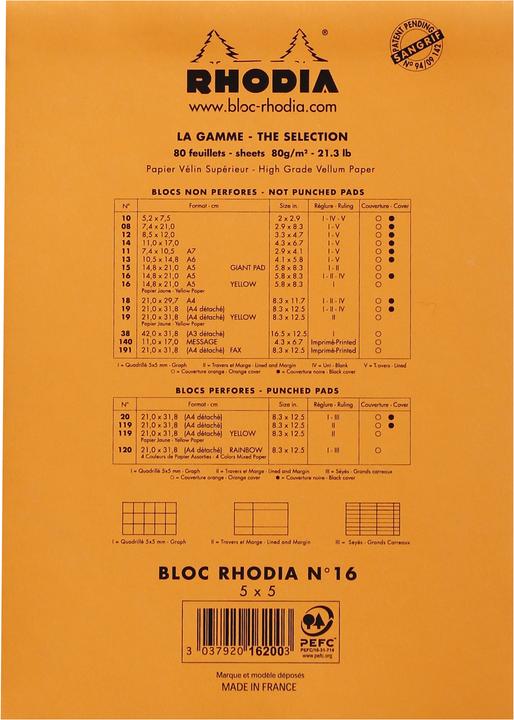 PATENT PENDING
SANGRIF
N° 94/09 142
RHODIA®
www.bloc-rhodia.com
LA GAMME - THE SELECTION
80 feuillets - sheets 80g/m² - 21.3 lb
Papier Vélin Supérieur - High Grade Vellum Paper
BLOCS NON PERFORES - NOT PUNCHED PADS
N° Format - cm Size in. Réglure - Ruling Couverture - Cover
10 5,2 x 7,5 2 x 2.9 I - IV - V ○ ●
08 7,4 x 21,0 2.9 x 8.3 I - V ○ ●
12 8,5 x 12,0 3.3 x 4.7 I - V ○ ●
14 11,0 x 17,0 4.3 x 6.7 I - V ○ ●
11 7,4 x 10,5 A7 2.9 x 4.1 I - V ○ ●
13 10,5 x 14,8 A6 4.1 x 5.8 I - V ○ ●
15 14,8 x 21,0 A5 GIANT PAD 5.8 x 8.3 I - II ○
16 14,8 x 21,0 A5 5.8 x 8.3 I - II - IV ○ ●
16 14,8 x 21,0 A5 YELLOW 5.8 x 8.3 I ○
Papier Jaune - Yellow Paper
18 21,0 x 29,7 A4 8.3 x 11.7 I - II - IV ○ ●
19 21,0 x 31,8 (A4 détaché) 8.3 x 12.5 I - II - IV ○ ●
19 21,0 x 31,8 (A4 détaché) YELLOW 8.3 x 12.5 II ○
Papier Jaune - Yellow Paper
38 42,0 x 31,8 (A3 détaché) 16.5 x 12.5 I ○
140 11,0 x 17,0 MESSAGE 4.3 x 6.7 Imprimé-Printed ○
191 21,0 x 31,8 (A4 détaché) FAX 8.3 x 12.5 Imprimé-Printed ○
I = Quadrillé 5x5 mm - Graph II = Travers et Marge - Lined and Margin IV = Uni - Blank V = Travers - Lined
○ = Couverture orange - Orange cover ● = Couverture noire - Black cover
BLOCS PERFORES - PUNCHED PADS
N° Format - cm Size in. Réglure - Ruling Couverture - Cover
20 21,0 x 31,8 (A4 détaché) 8.3 x 12.5 I - III ○ ●
119 21,0 x 31,8 (A4 détaché) 8.3 x 12.5 II ○ ●
119 21,0 x 31,8 (A4 détaché) YELLOW 8.3 x 12.5 II ○
Papier Jaune - Yellow Paper
120 21,0 x 31,8 (A4 détaché) RAINBOW 8.3 x 12.5 I - III ○
4 Couleurs de Papier Assorties - 4 Colors Mixed Paper
I = Quadrillé 5x5 mm - Graph II = Travers et Marge - Lined and Margin III = Séyès - Grands carreaux
○ = Couverture orange - Orange cover ● = Couverture noire - Black cover
I = Quadrillé 5x5 mm - Graph II = Travers et Marge - Lined and Margin III = Séyès - Grands Carreaux
BLOC RHODIA N°16
5 x 5
3 037920 162003
PEFC™
PEFC/10-31-714
www.pefc.org
Marque et modèle déposés
MADE IN FRANCE